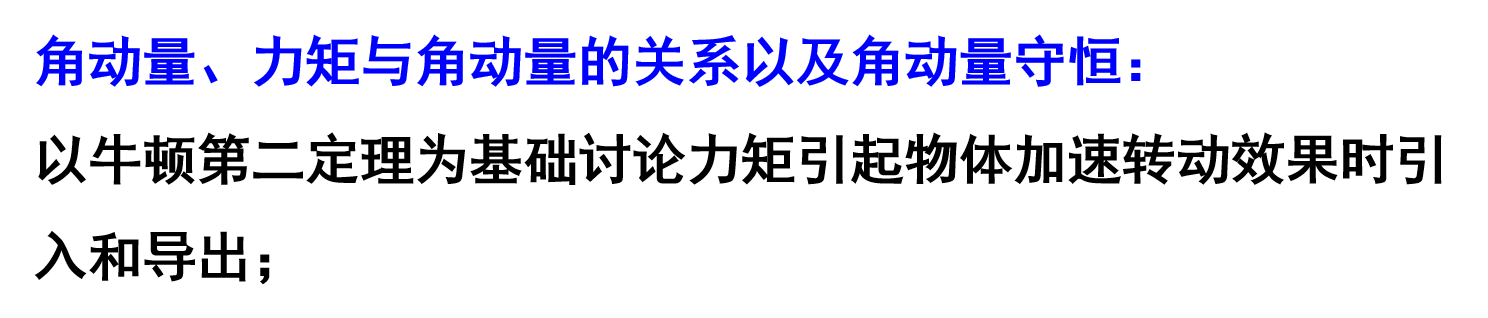 角动量、力矩与角动量的关系以及角动量守恒：
以牛顿第二定理为基础讨论力矩引起物体加速转动效果时引
入和导出；